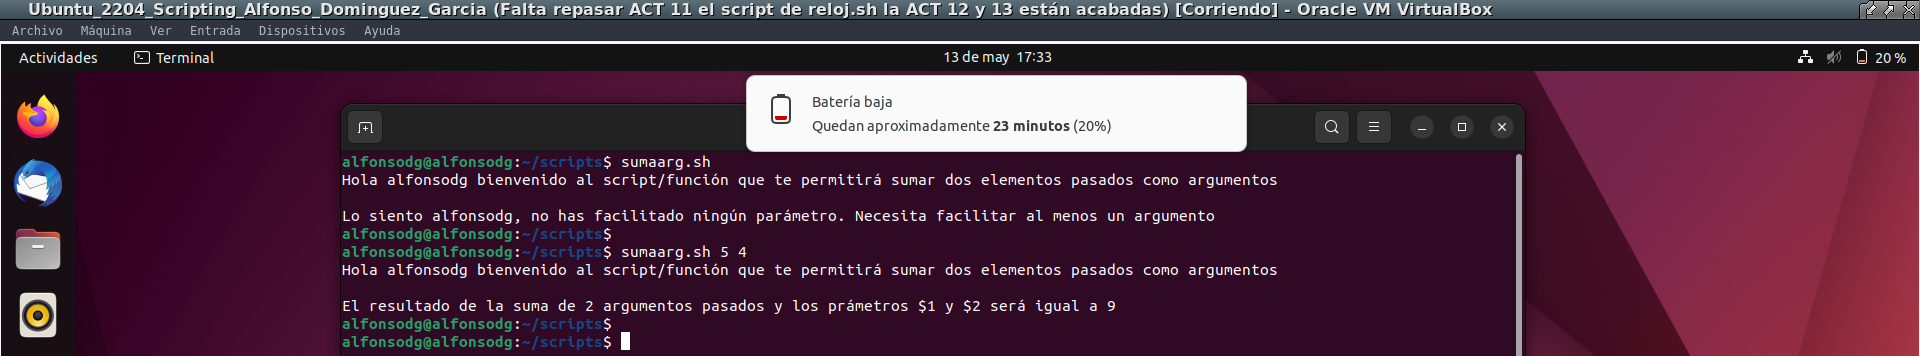 Ubuntu_2204_Scripting_Alfonso_Dominguez_Garcia (Falta repasar ACT 11 el script de reloj.sh la ACT 12 y 13 están acabadas) [Corriendo] - Oracle VM VirtualBox
Archivo Máquina Ver Entrada Dispositivos Ayuda
Actividades Terminal 13 de may 17:33 20 %
Batería baja
Quedan aproximadamente 23 minutos (20%)
alfonsodg@alfonsodg:~/scripts$ sumaarg.sh
Hola alfonsodg bienvenido al script/función que te permitirá sumar dos elementos pasados como argumentos
Lo siento alfonsodg, no has facilitado ningún parámetro. Necesita facilitar al menos un argumento
alfonsodg@alfonsodg:~/scripts$
alfonsodg@alfonsodg:~/scripts$ sumaarg.sh 5 4
Hola alfonsodg bienvenido al script/función que te permitirá sumar dos elementos pasados como argumentos
El resultado de la suma de 2 argumentos pasados y los prámetros $1 y $2 será igual a 9
alfonsodg@alfonsodg:~/scripts$
alfonsodg@alfonsodg:~/scripts$